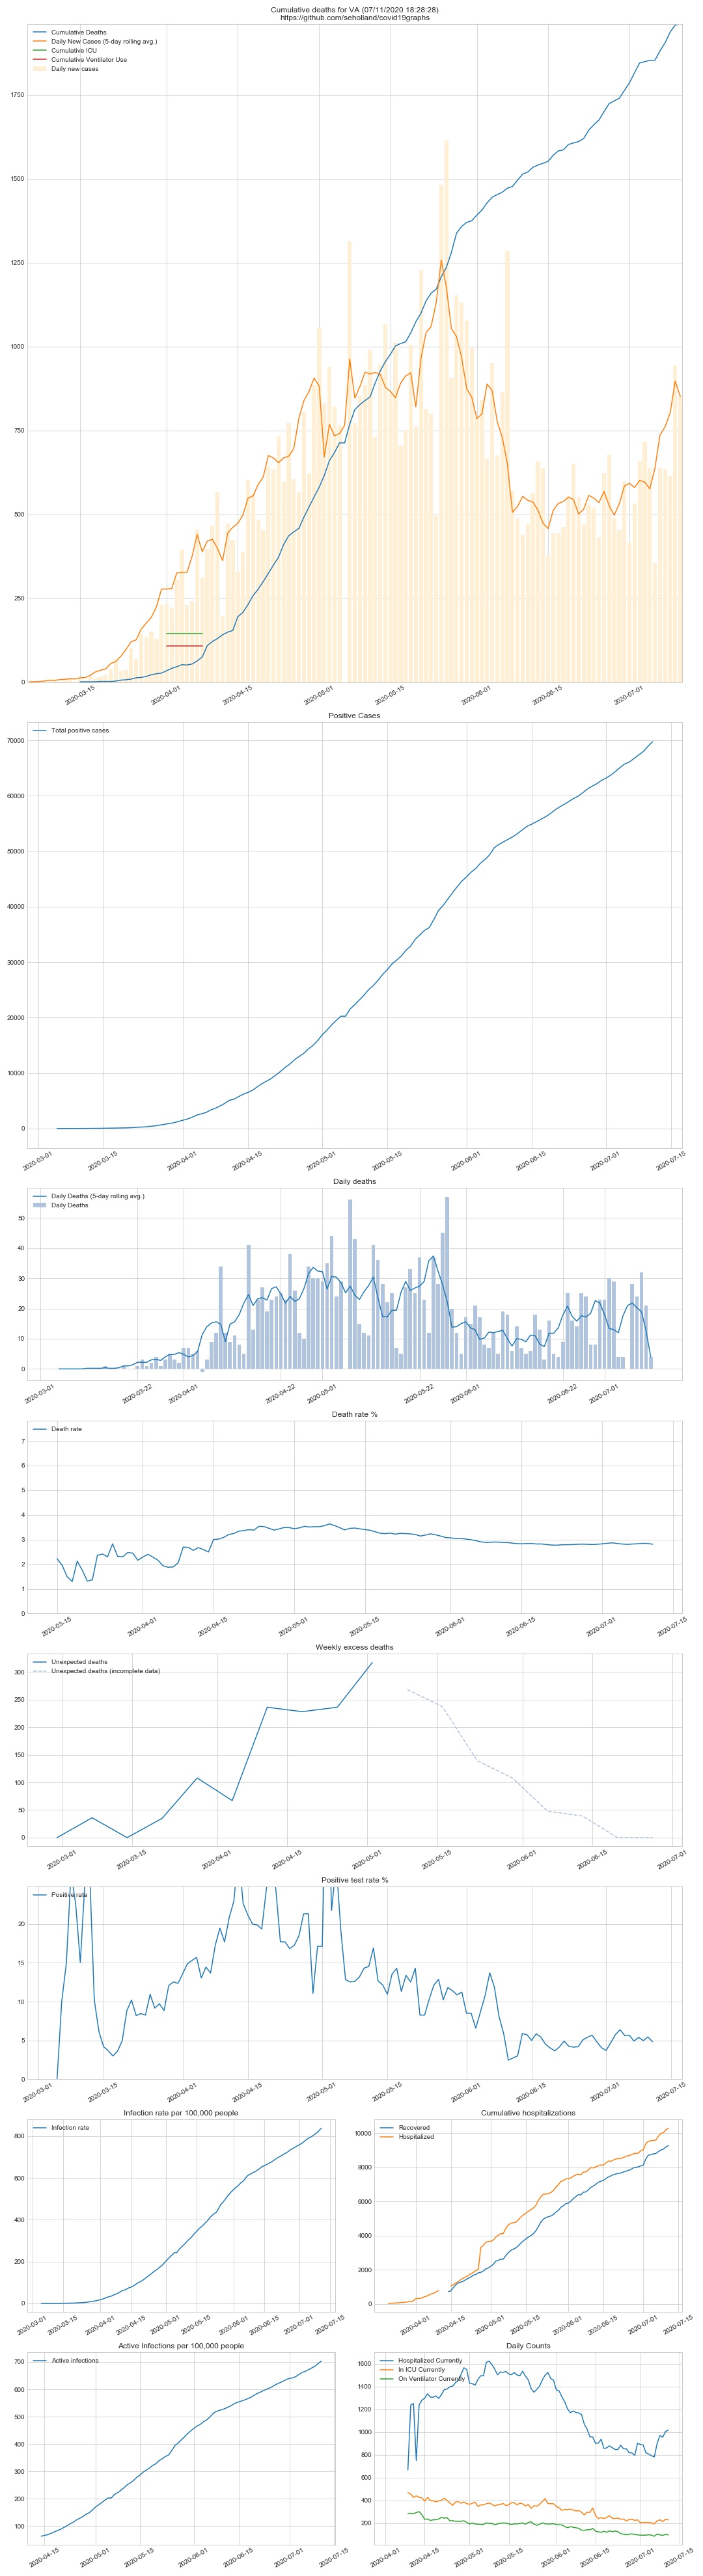 Cumulative deaths for VA (07/11/2020 18:28:28)
https://github.com/seholland/covid19graphs
Cumulative Deaths
Daily New Cases (5-day rolling avg.)
Cumulative ICU
Cumulative Ventilator Use
Daily new cases
1750
1500
1250
1000
750
500
250
0
2020-03-15 2020-04-01 2020-04-15 2020-05-01 2020-05-15 2020-06-01 2020-06-15 2020-07-01
Positive Cases
Total positive cases
70000
60000
50000
40000
30000
20000
10000
0
2020-03-01 2020-03-15 2020-04-01 2020-04-15 2020-05-01 2020-05-15 2020-06-01 2020-06-15 2020-07-01 2020-07-15
Daily deaths
Daily Deaths (5-day rolling avg.)
Daily Deaths
50
40
30
20
10
0
2020-03-01 2020-03-22 2020-04-01 2020-04-22 2020-05-01 2020-05-22 2020-06-01 2020-06-22 2020-07-01
Death rate %
Death rate
7
6
5
4
3
2
1
0
2020-03-15 2020-04-01 2020-04-15 2020-05-01 2020-05-15 2020-06-01 2020-06-15 2020-07-01 2020-07-15
Weekly excess deaths
Unexpected deaths
Unexpected deaths (incomplete data)
300
250
200
150
100
50
0
2020-03-01 2020-03-15 2020-04-01 2020-04-15 2020-05-01 2020-05-15 2020-06-01 2020-06-15 2020-07-01
Positive test rate %
Positive rate
20
15
10
5
0
2020-03-01 2020-03-15 2020-04-01 2020-04-15 2020-05-01 2020-05-15 2020-06-01 2020-06-15 2020-07-01 2020-07-15
Infection rate per 100,000 people
Infection rate
800
600
400
200
0
2020-03-01 2020-03-15 2020-04-01 2020-04-15 2020-05-01 2020-05-15 2020-06-01 2020-06-15 2020-07-01 2020-07-15
Cumulative hospitalizations
Recovered
Hospitalized
10000
8000
6000
4000
2000
0
2020-04-01 2020-04-15 2020-05-01 2020-05-15 2020-06-01 2020-06-15 2020-07-01 2020-07-15
Active Infections per 100,000 people
Active infections
700
600
500
400
300
200
100
2020-04-15 2020-05-01 2020-05-15 2020-06-01 2020-06-15 2020-07-01 2020-07-15
Daily Counts
Hospitalized Currently
In ICU Currently
On Ventilator Currently
1600
1400
1200
1000
800
600
400
200
2020-04-01 2020-04-15 2020-05-01 2020-05-15 2020-06-01 2020-06-15 2020-07-01 2020-07-15